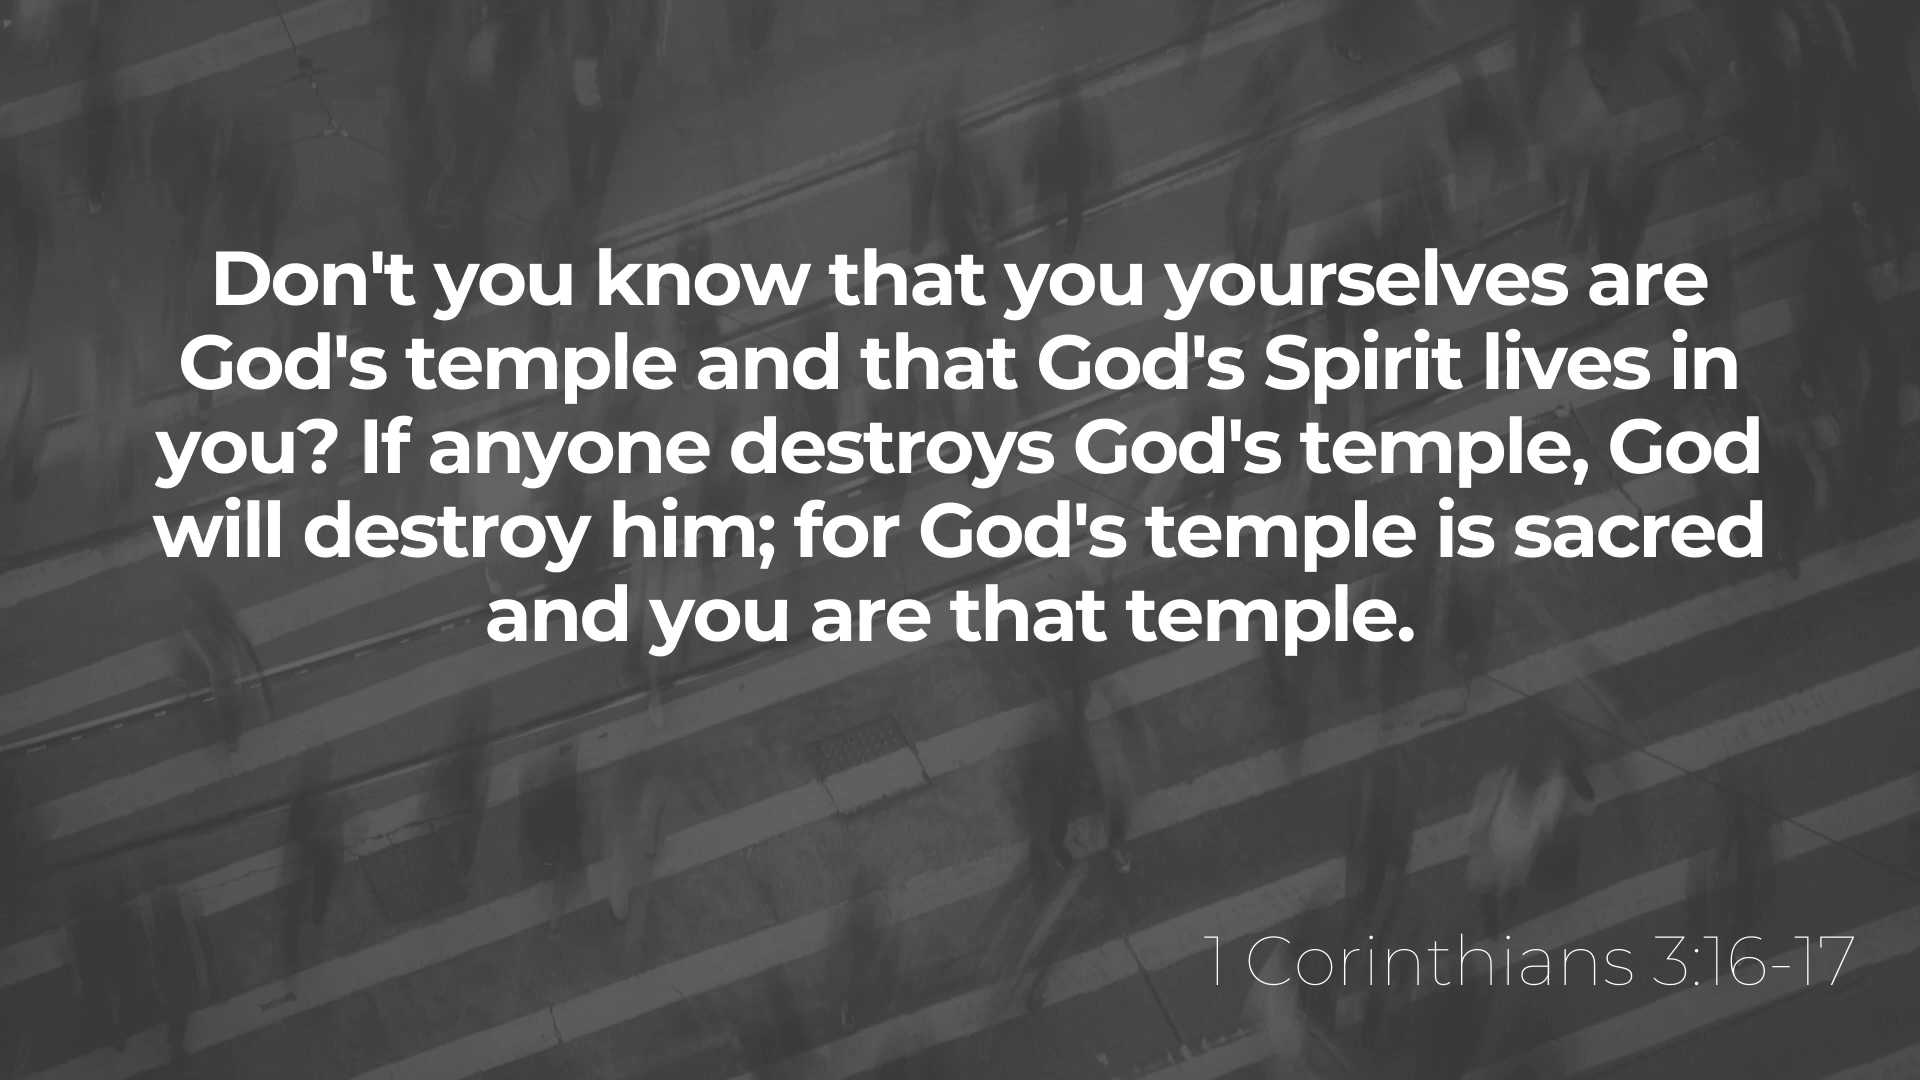 Don't you know that you yourselves are
God's temple and that God's Spirit lives in
you? If anyone destroys God's temple, God
will destroy him; for God's temple is sacred
and you are that temple.
1 Corinthians 3:16-17